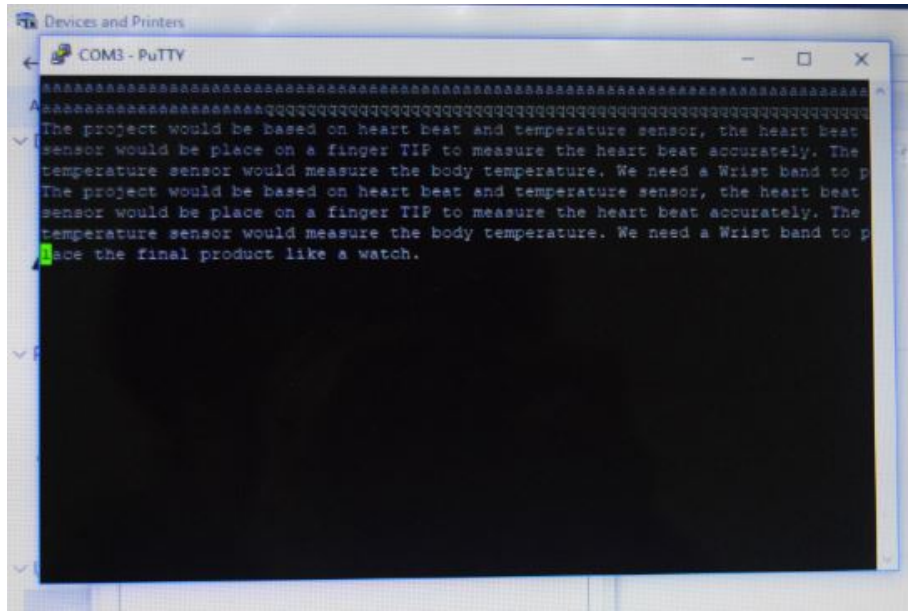 Devices and Printers
COM3 - PuTTY
The project would be based on heart beat and temperature sensor, the heart beat
sensor would be place on a finger TIP to measure the heart beat accurately. The
temperature sensor would measure the body temperature. We need a Wrist band to p
The project would be based on heart beat and temperature sensor, the heart beat
sensor would be place on a finger TIP to measure the heart beat accurately. The
temperature sensor would measure the body temperature. We need a Wrist band to p
lace the final product like a watch.